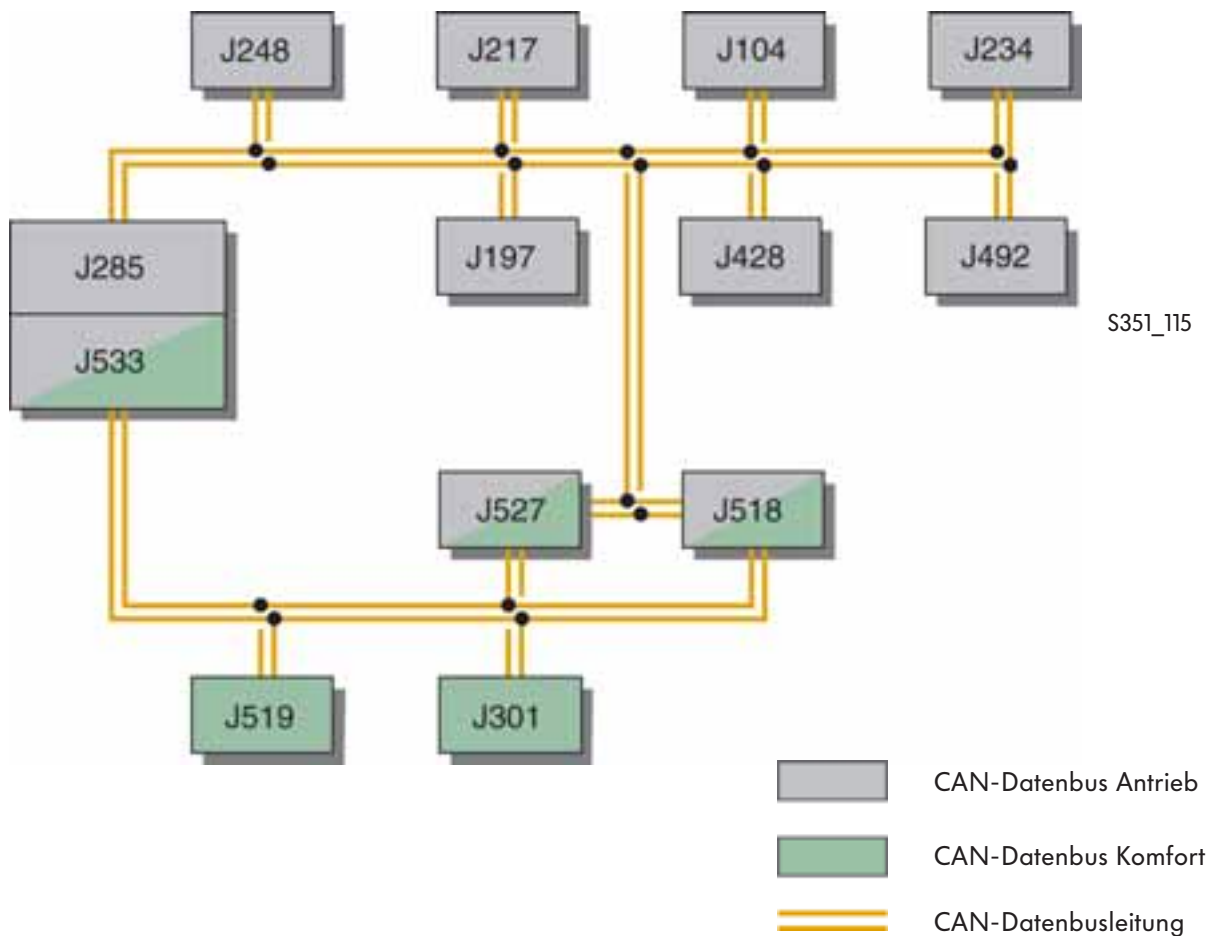 J248
J217
J104
J234
J285
J197
J428
J492
S351_115
J533
J527
J518
J519
J301
CAN-Datenbus Antrieb
CAN-Datenbus Komfort
CAN-Datenbusleitung